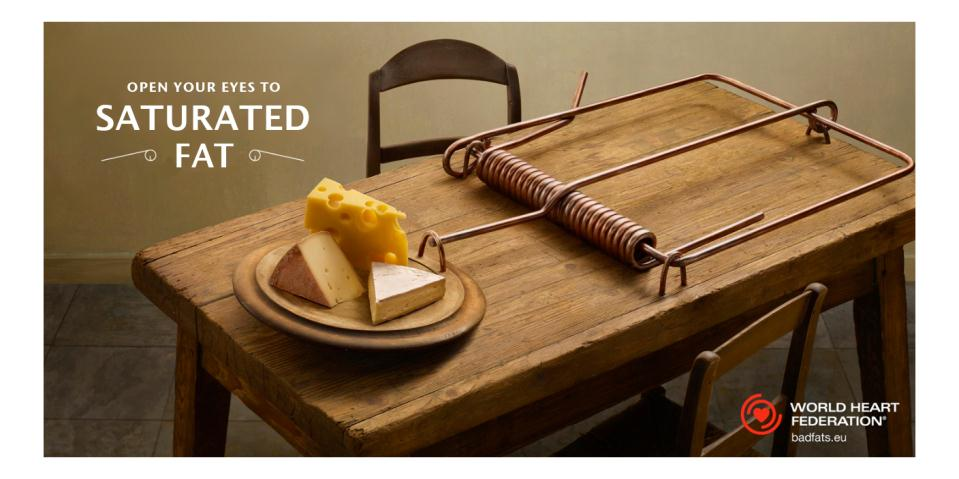 OPEN YOUR EYES TO
SATURATED
FAT
WORLD HEART
FEDERATION®
badfats.eu